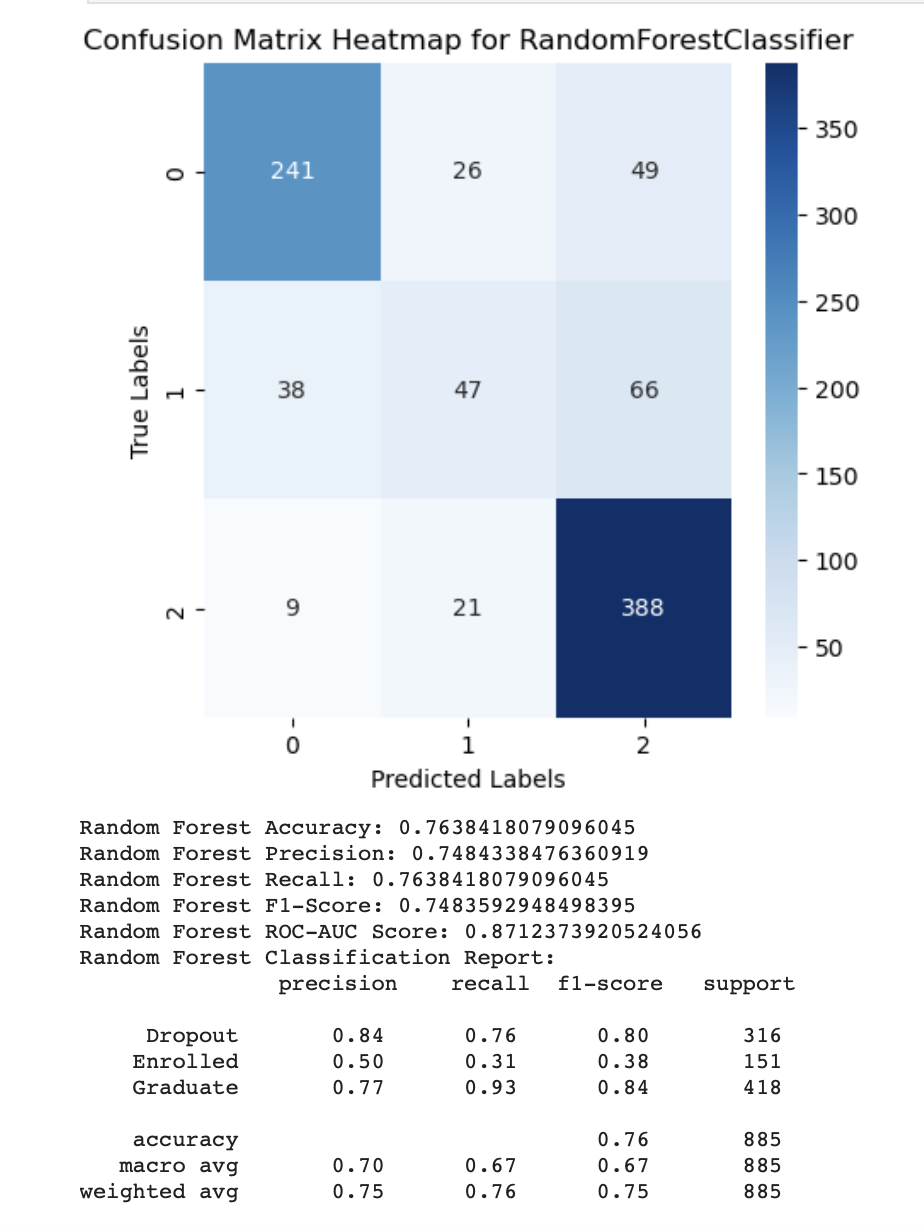 Confusion Matrix Heatmap for RandomForestClassifier
350
0
241 26 49
300
250
True Labels
1
38 47 66
200
150
100
2
9 21 388
50
0 1 2
Predicted Labels
Random Forest Accuracy: 0.7638418079096045
Random Forest Precision: 0.7484338476360919
Random Forest Recall: 0.7638418079096045
Random Forest F1-Score: 0.7483592948498395
Random Forest ROC-AUC Score: 0.8712373920524056
Random Forest Classification Report:
precision recall f1-score support
Dropout 0.84 0.76 0.80 316
Enrolled 0.50 0.31 0.38 151
Graduate 0.77 0.93 0.84 418
accuracy 0.76 885
macro avg 0.70 0.67 0.67 885
weighted avg 0.75 0.76 0.75 885